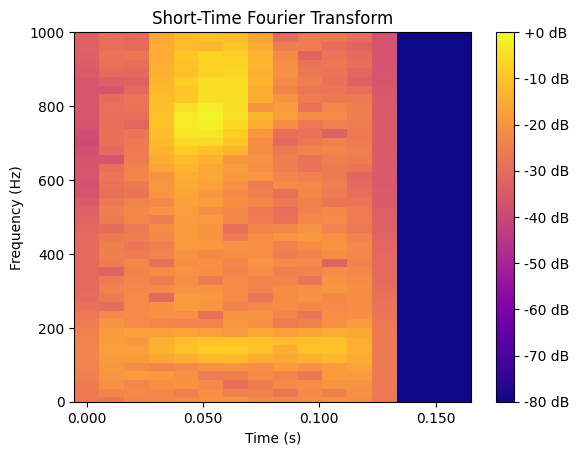 Short-Time Fourier Transform
1000
800
600
400
200
0
Frequency (Hz)
0.000
0.050
0.100
0.150
Time (s)
+0 dB
-10 dB
-20 dB
-30 dB
-40 dB
-50 dB
-60 dB
-70 dB
-80 dB